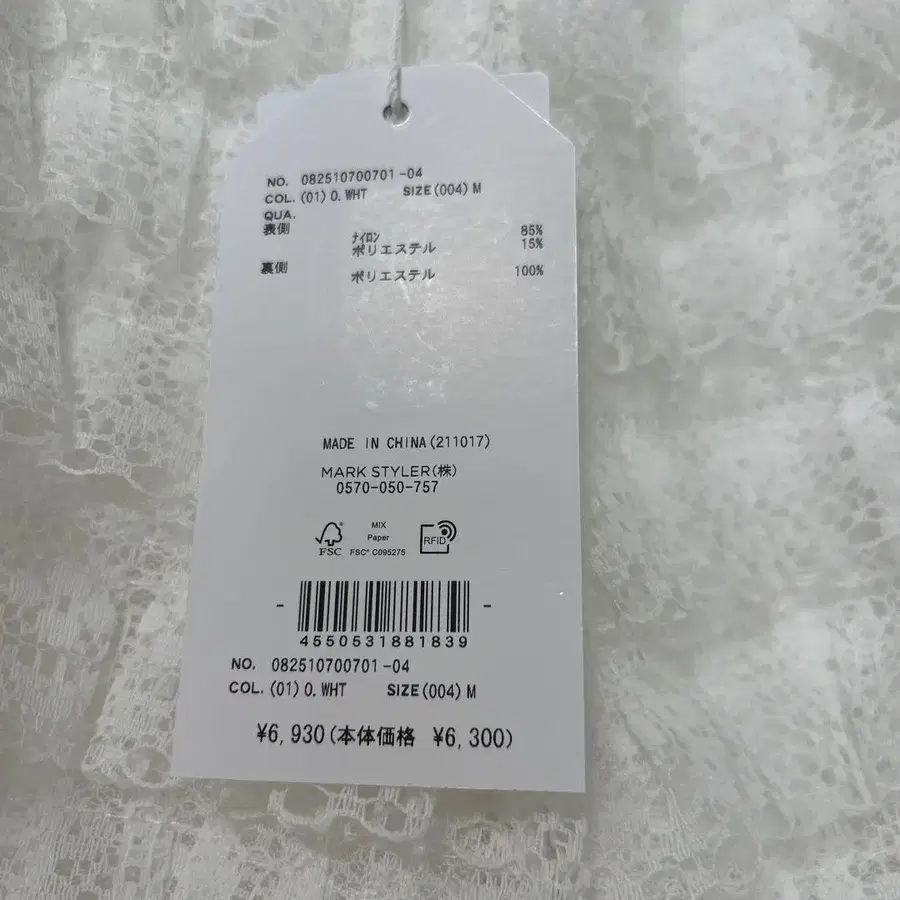 NO. 082510700701-04
COL. (01) O. WHT SIZE (004) M
QUA.
表側 ナイロン 85%
ポリエステル 15%
裏側 ポリエステル 100%
MADE IN CHINA (211017)
MARK STYLER(株)
0570-050-757
FSC
MIX
Paper
FSC® C095275
RFID
4550531881839
NO. 082510700701-04
COL. (01) O. WHT SIZE (004) M
¥6,930(本体価格 ¥6,300)